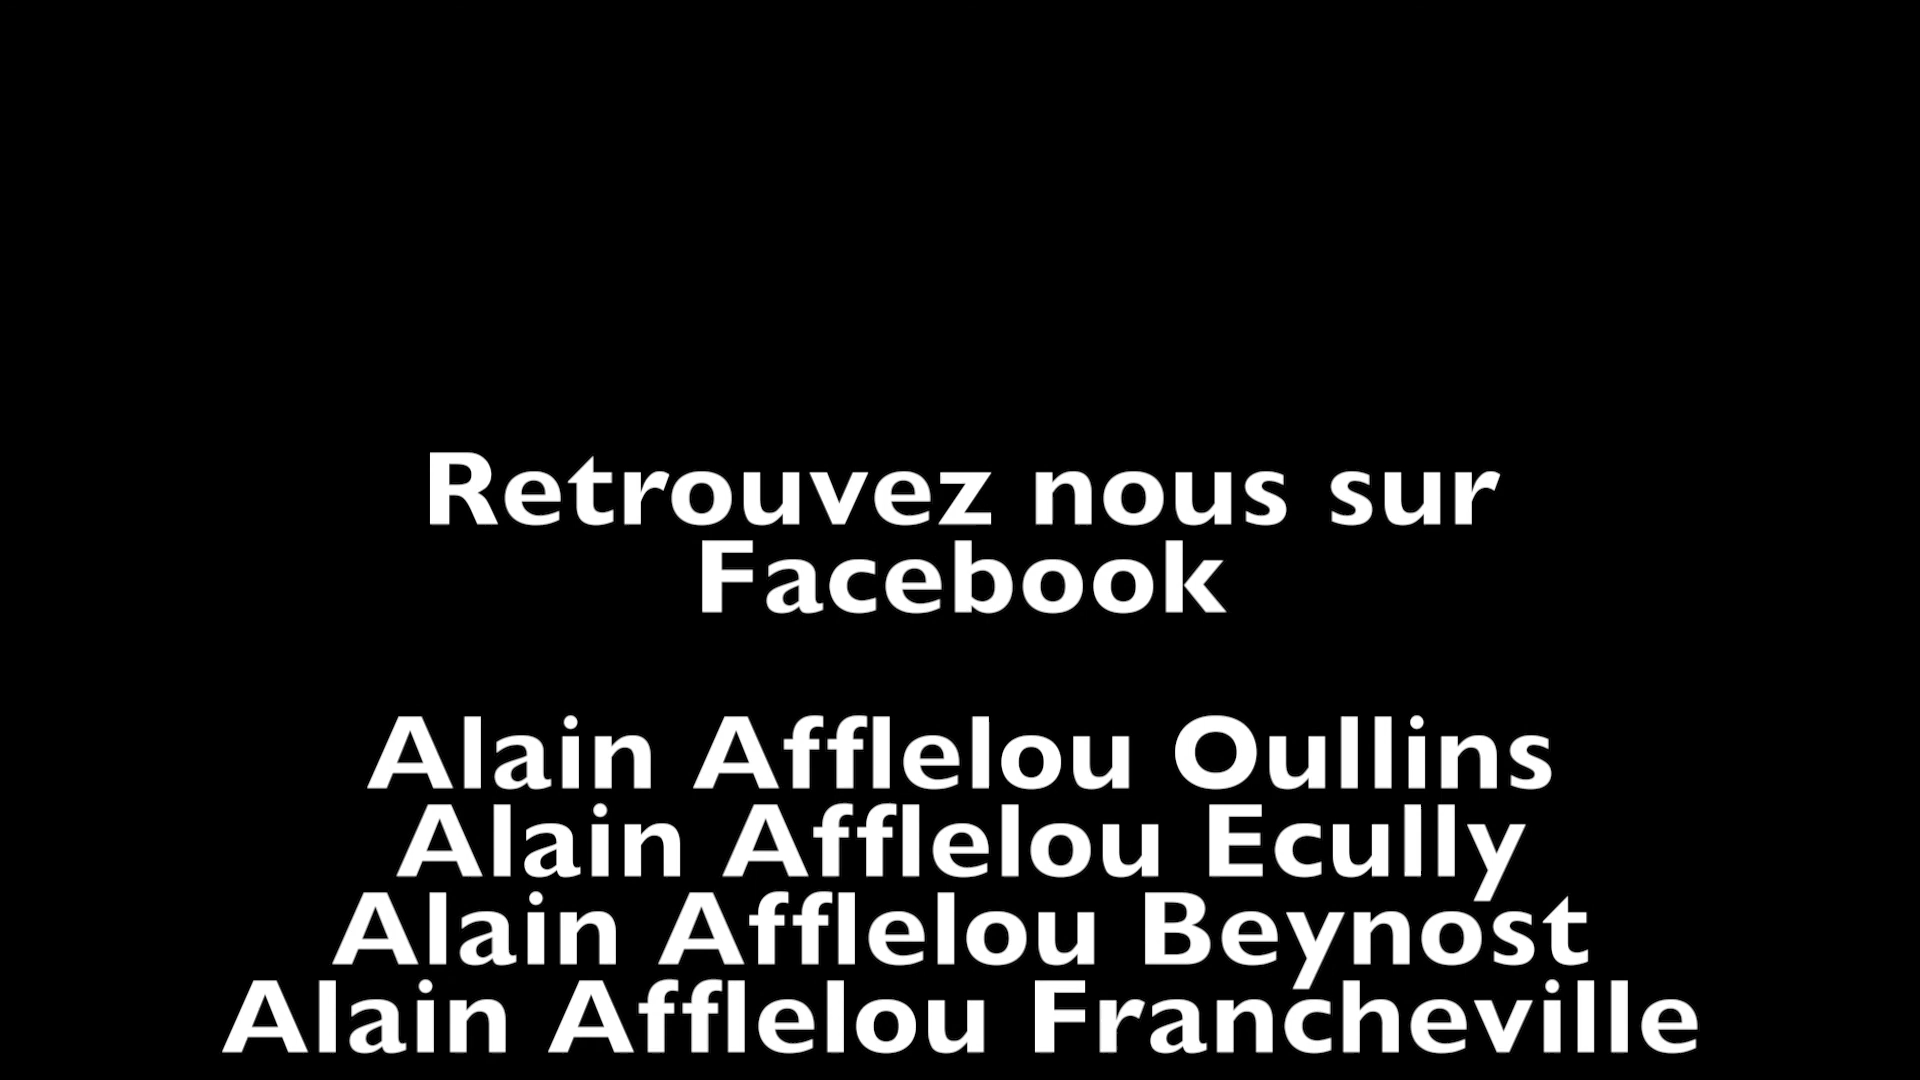 Retrouvez nous sur
Facebook
Alain Afflelou Oullins
Alain Afflelou Ecully
Alain Afflelou Beynost
Alain Afflelou Francheville